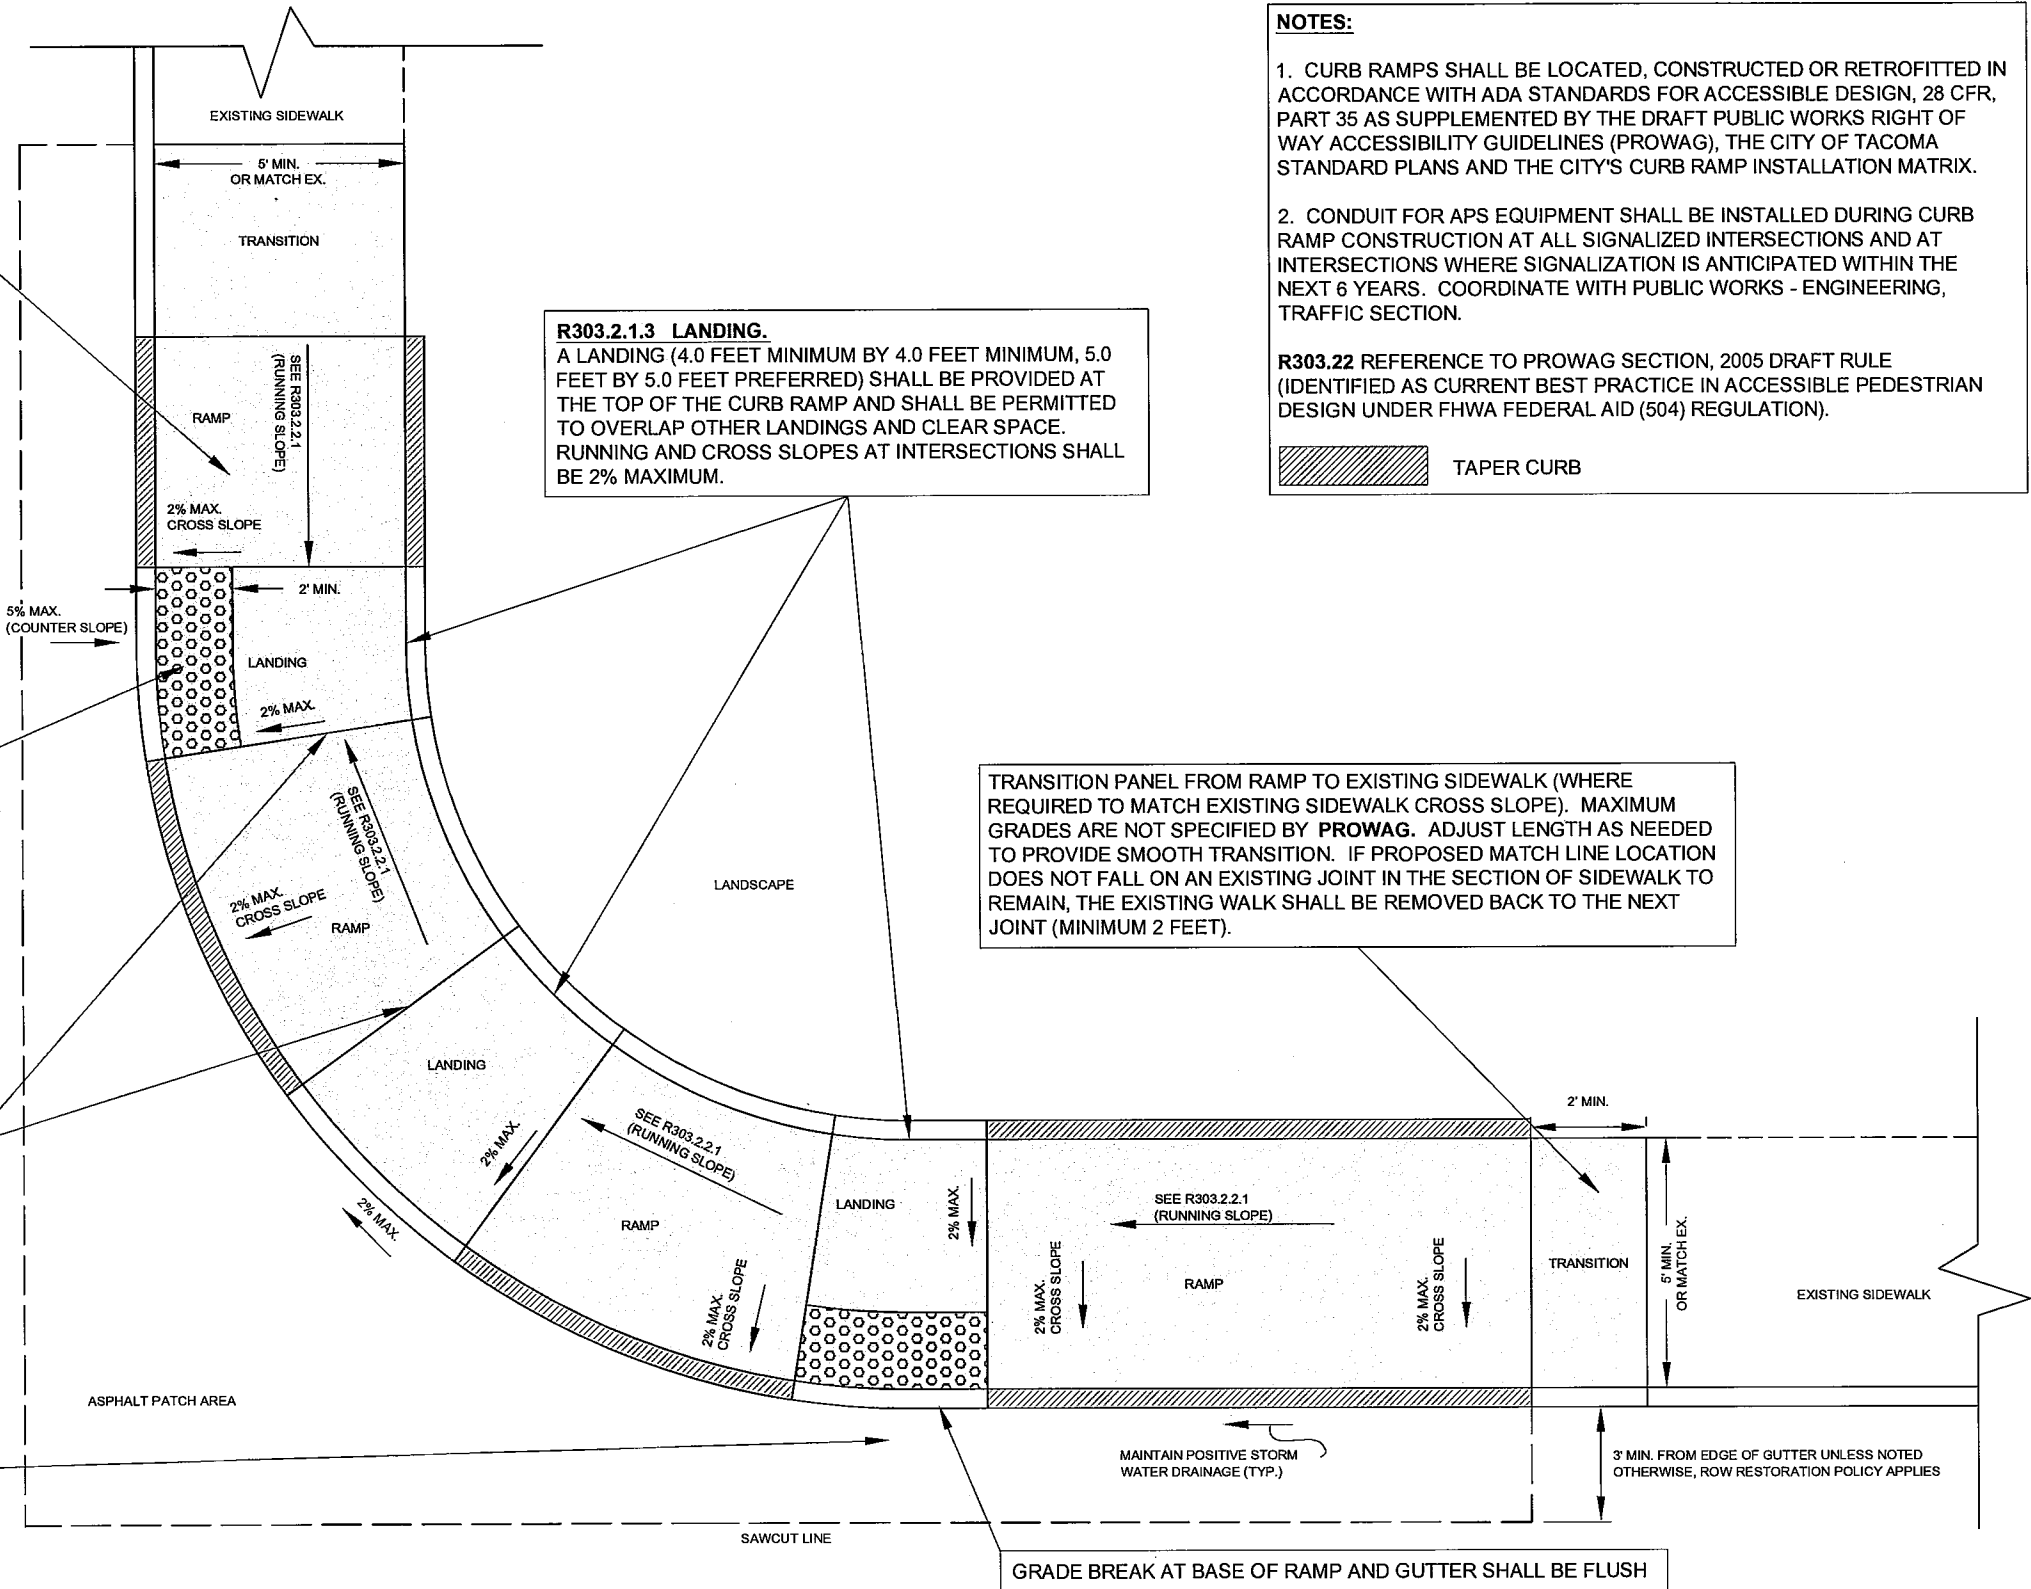 NOTES:
1. CURB RAMPS SHALL BE LOCATED, CONSTRUCTED OR RETROFITTED IN
ACCORDANCE WITH ADA STANDARDS FOR ACCESSIBLE DESIGN, 28 CFR,
PART 35 AS SUPPLEMENTED BY THE DRAFT PUBLIC WORKS RIGHT OF
WAY ACCESSIBILITY GUIDELINES (PROWAG), THE CITY OF TACOMA
STANDARD PLANS AND THE CITY'S CURB RAMP INSTALLATION MATRIX.
2. CONDUIT FOR APS EQUIPMENT SHALL BE INSTALLED DURING CURB
RAMP CONSTRUCTION AT ALL SIGNALIZED INTERSECTIONS AND AT
INTERSECTIONS WHERE SIGNALIZATION IS ANTICIPATED WITHIN THE
NEXT 6 YEARS. COORDINATE WITH PUBLIC WORKS - ENGINEERING,
TRAFFIC SECTION.
R303.22 REFERENCE TO PROWAG SECTION, 2005 DRAFT RULE
(IDENTIFIED AS CURRENT BEST PRACTICE IN ACCESSIBLE PEDESTRIAN
DESIGN UNDER FHWA FEDERAL AID (504) REGULATION).
TAPER CURB
EXISTING SIDEWALK
5' MIN.
OR MATCH EX.
TRANSITION
SEE R303.2.2.1
(RUNNING SLOPE)
RAMP
2% MAX.
CROSS SLOPE
R303.2.1.3 LANDING.
A LANDING (4.0 FEET MINIMUM BY 4.0 FEET MINIMUM, 5.0
FEET BY 5.0 FEET PREFERRED) SHALL BE PROVIDED AT
THE TOP OF THE CURB RAMP AND SHALL BE PERMITTED
TO OVERLAP OTHER LANDINGS AND CLEAR SPACE.
RUNNING AND CROSS SLOPES AT INTERSECTIONS SHALL
BE 2% MAXIMUM.
2' MIN.
5% MAX.
(COUNTER SLOPE)
LANDING
2% MAX.
SEE R303.2.2.1
(RUNNING SLOPE)
2% MAX.
CROSS SLOPE
RAMP
LANDSCAPE
TRANSITION PANEL FROM RAMP TO EXISTING SIDEWALK (WHERE
REQUIRED TO MATCH EXISTING SIDEWALK CROSS SLOPE). MAXIMUM
GRADES ARE NOT SPECIFIED BY PROWAG. ADJUST LENGTH AS NEEDED
TO PROVIDE SMOOTH TRANSITION. IF PROPOSED MATCH LINE LOCATION
DOES NOT FALL ON AN EXISTING JOINT IN THE SECTION OF SIDEWALK TO
REMAIN, THE EXISTING WALK SHALL BE REMOVED BACK TO THE NEXT
JOINT (MINIMUM 2 FEET).
LANDING
2% MAX.
2% MAX.
SEE R303.2.2.1
(RUNNING SLOPE)
RAMP
2% MAX.
CROSS SLOPE
LANDING
2% MAX.
SEE R303.2.2.1
(RUNNING SLOPE)
2% MAX.
CROSS SLOPE
RAMP
2% MAX.
CROSS SLOPE
2' MIN.
TRANSITION
5' MIN.
OR MATCH EX.
EXISTING SIDEWALK
ASPHALT PATCH AREA
MAINTAIN POSITIVE STORM
WATER DRAINAGE (TYP.)
3' MIN. FROM EDGE OF GUTTER UNLESS NOTED
OTHERWISE, ROW RESTORATION POLICY APPLIES
SAWCUT LINE
GRADE BREAK AT BASE OF RAMP AND GUTTER SHALL BE FLUSH